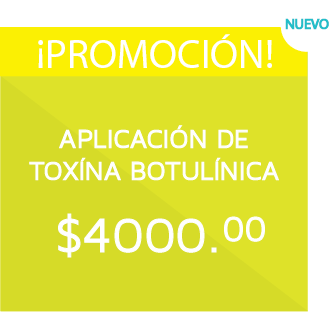 NUEVO
¡PROMOCIÓN!
APLICACIÓN DE
TOXÍNA BOTULÍNICA
$4000.00